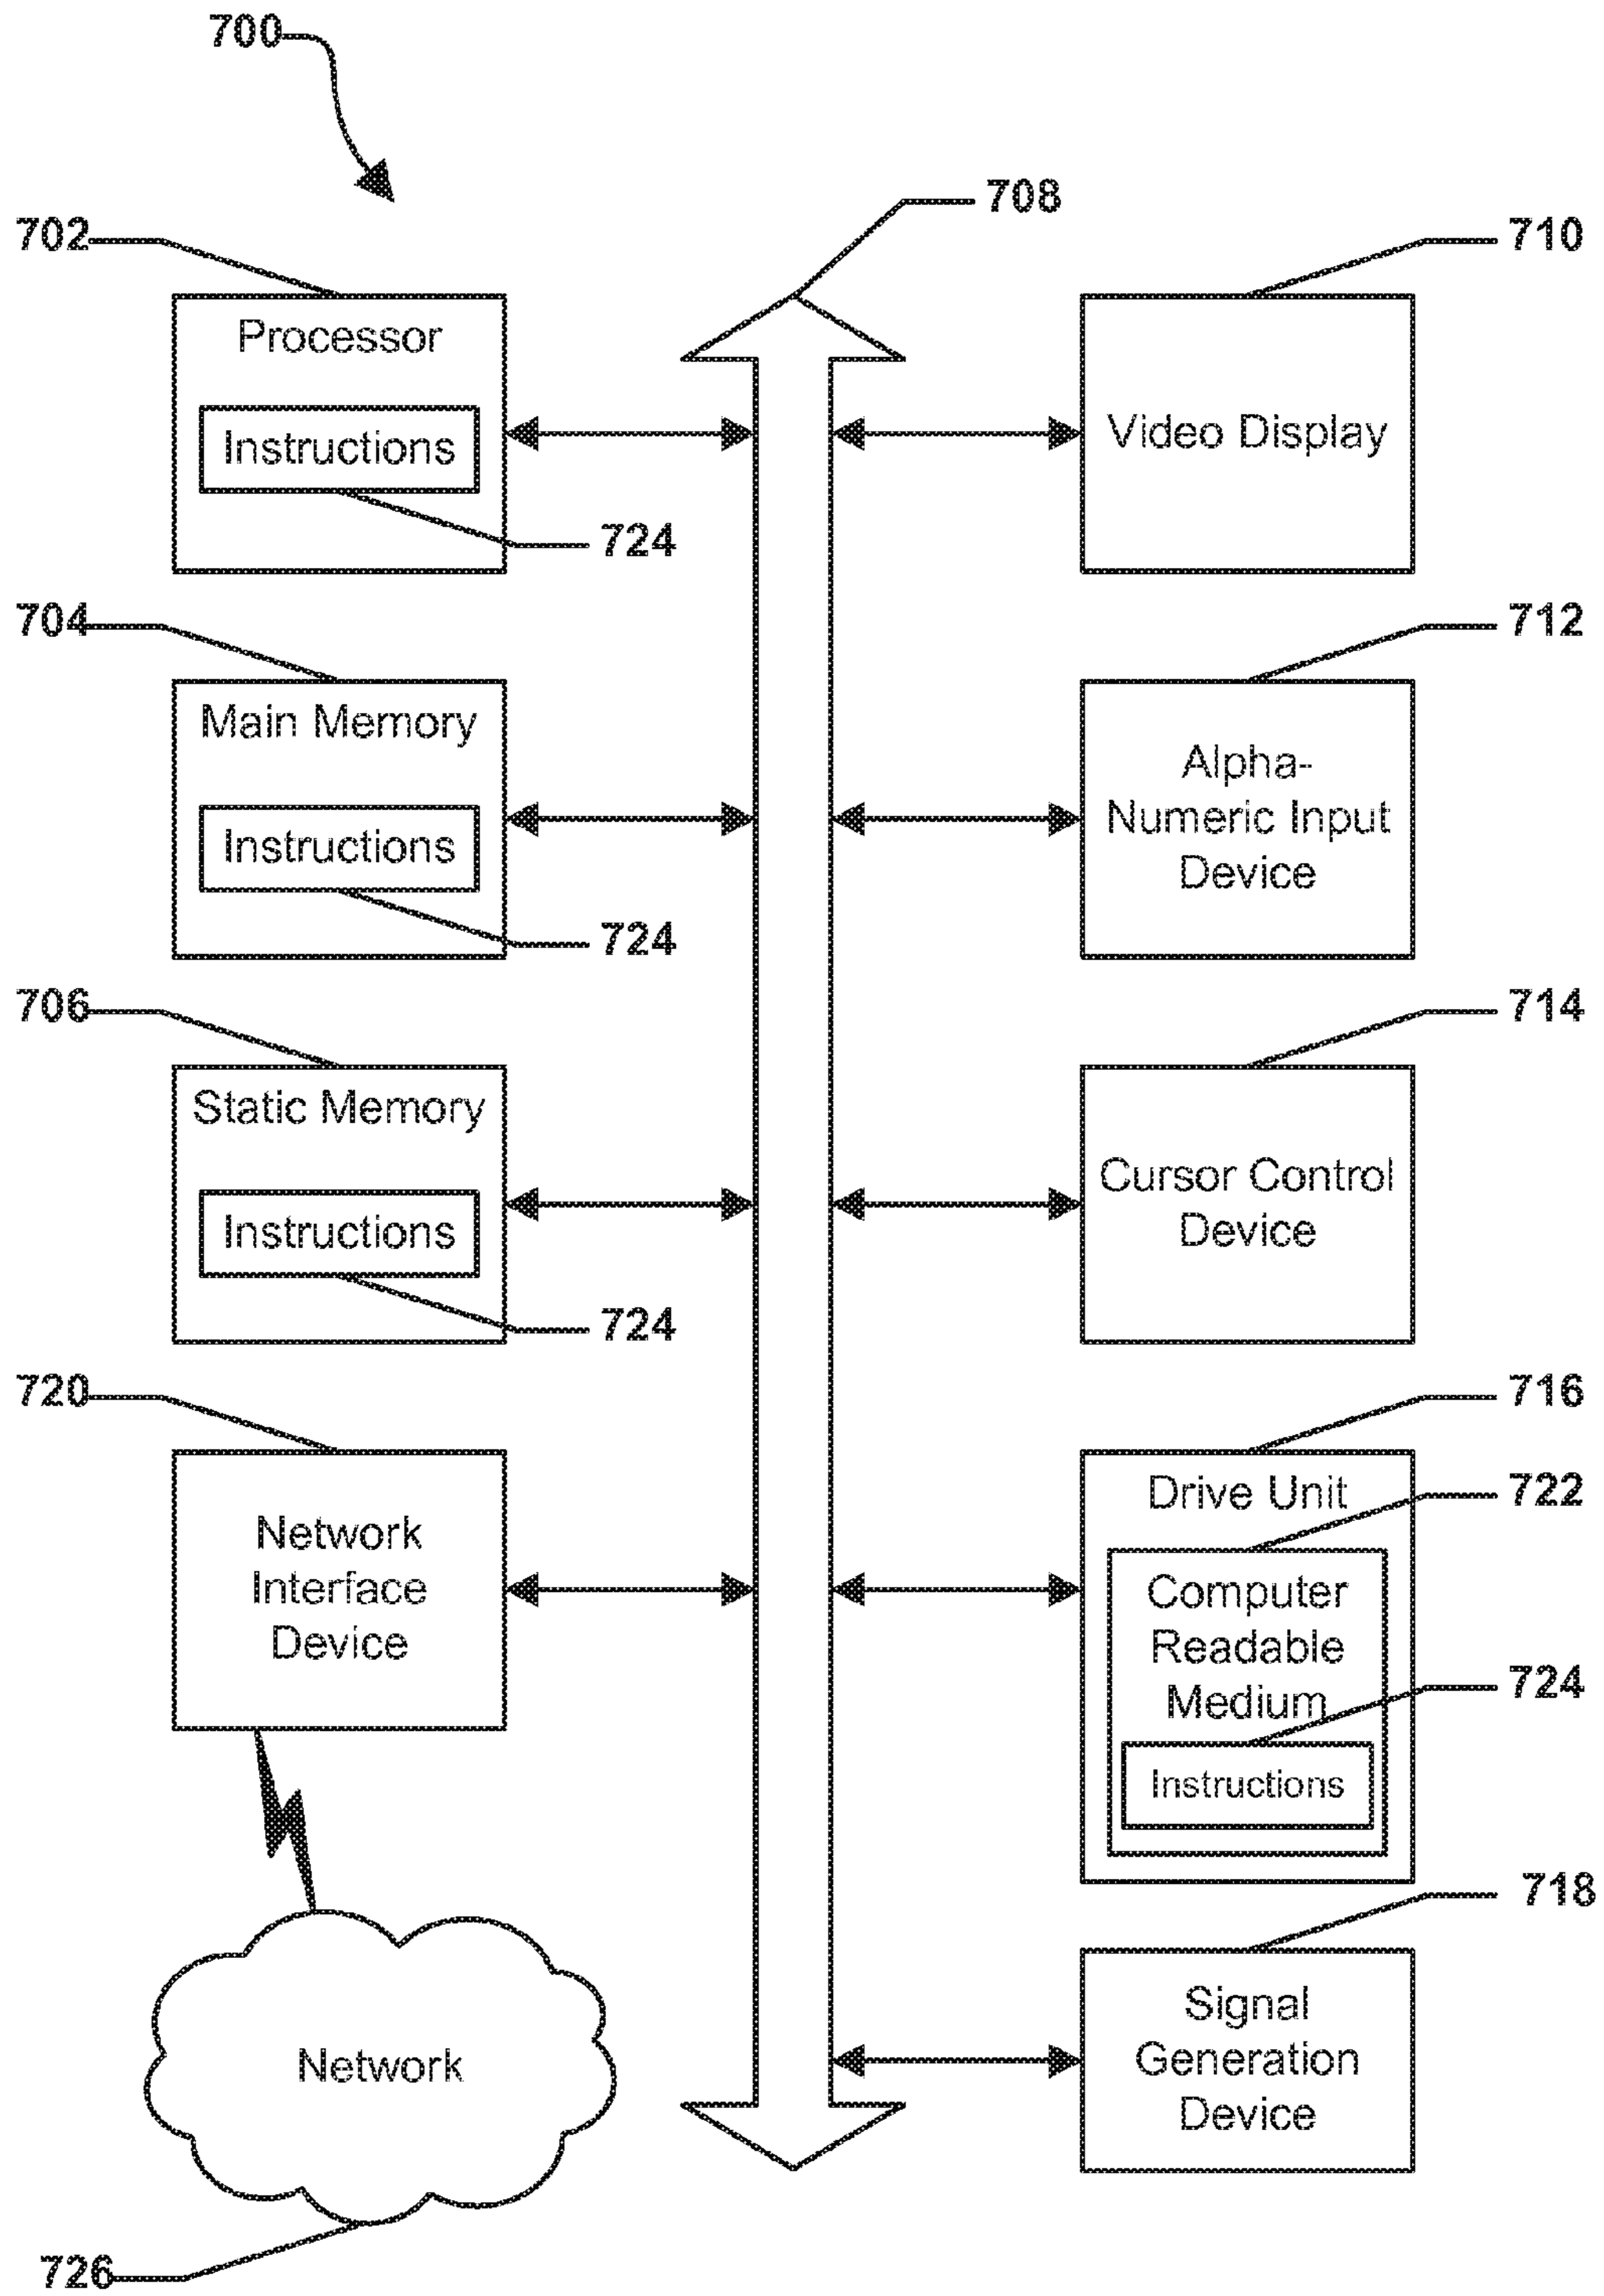 700
708
702
Processor
Instructions
724
710
Video Display
704
Main Memory
Instructions
724
712
Alpha-
Numeric Input
Device
706
Static Memory
Instructions
724
714
Cursor Control
Device
720
Network
Interface
Device
716
Drive Unit
722
Computer
Readable
Medium
724
Instructions
718
Signal
Generation
Device
Network
726